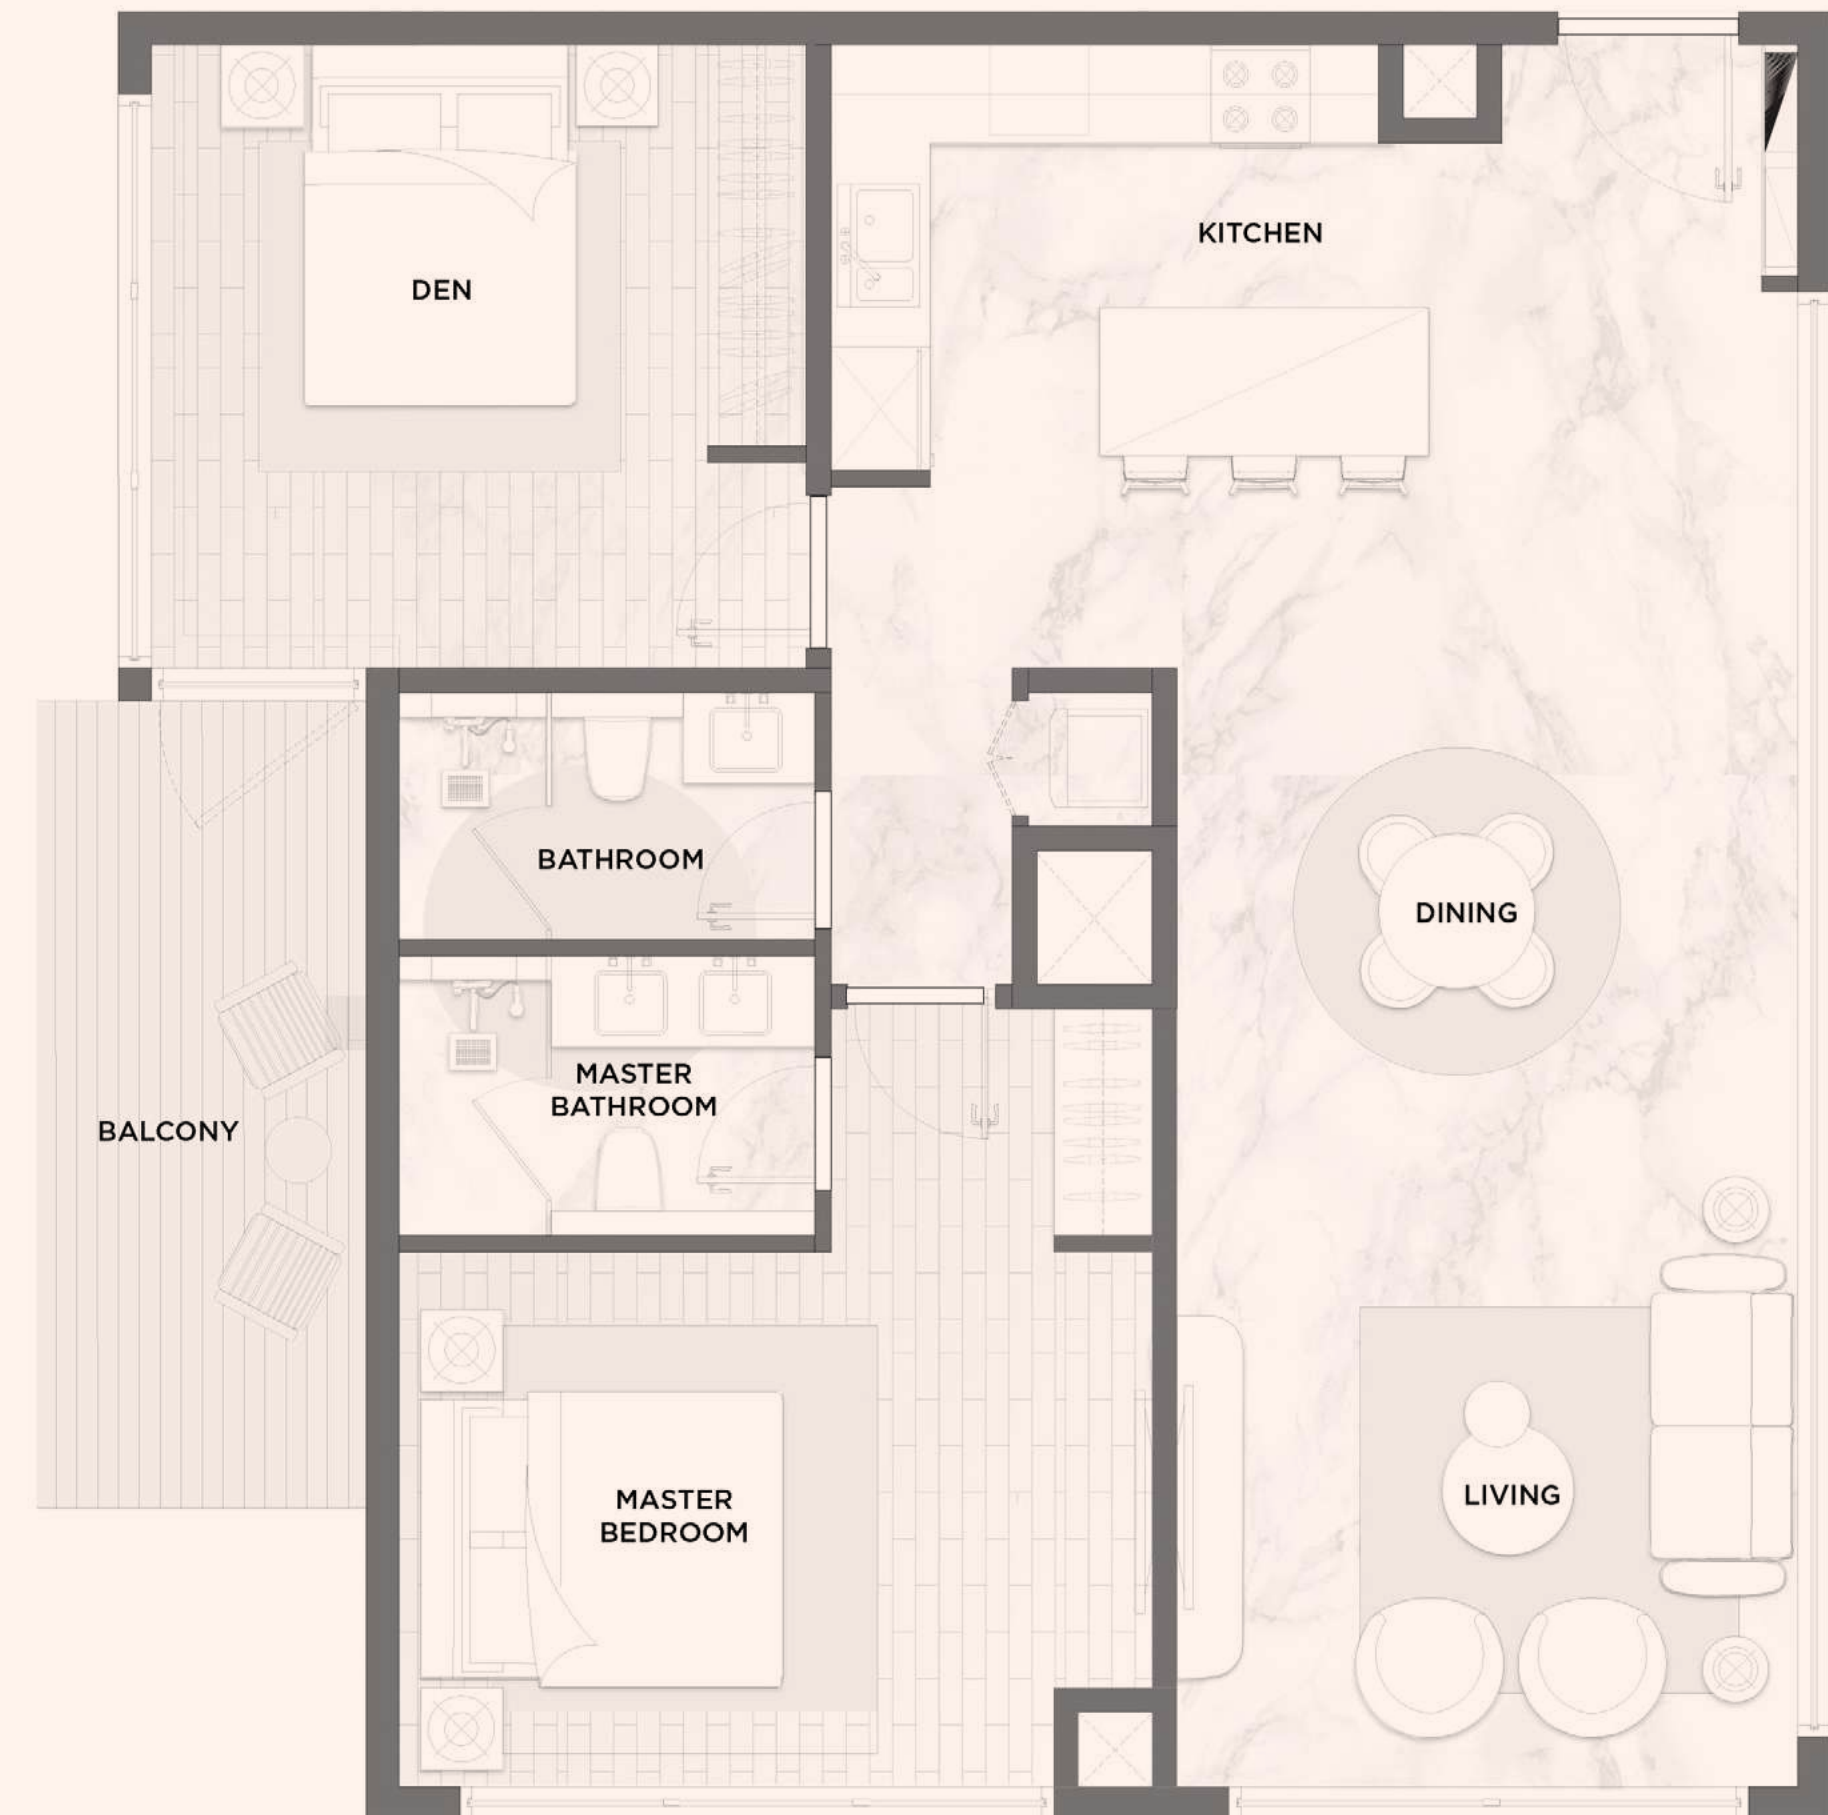 KITCHEN
DEN
BATHROOM
DINING
MASTER
BATHROOM
BALCONY
MASTER
BEDROOM
LIVING